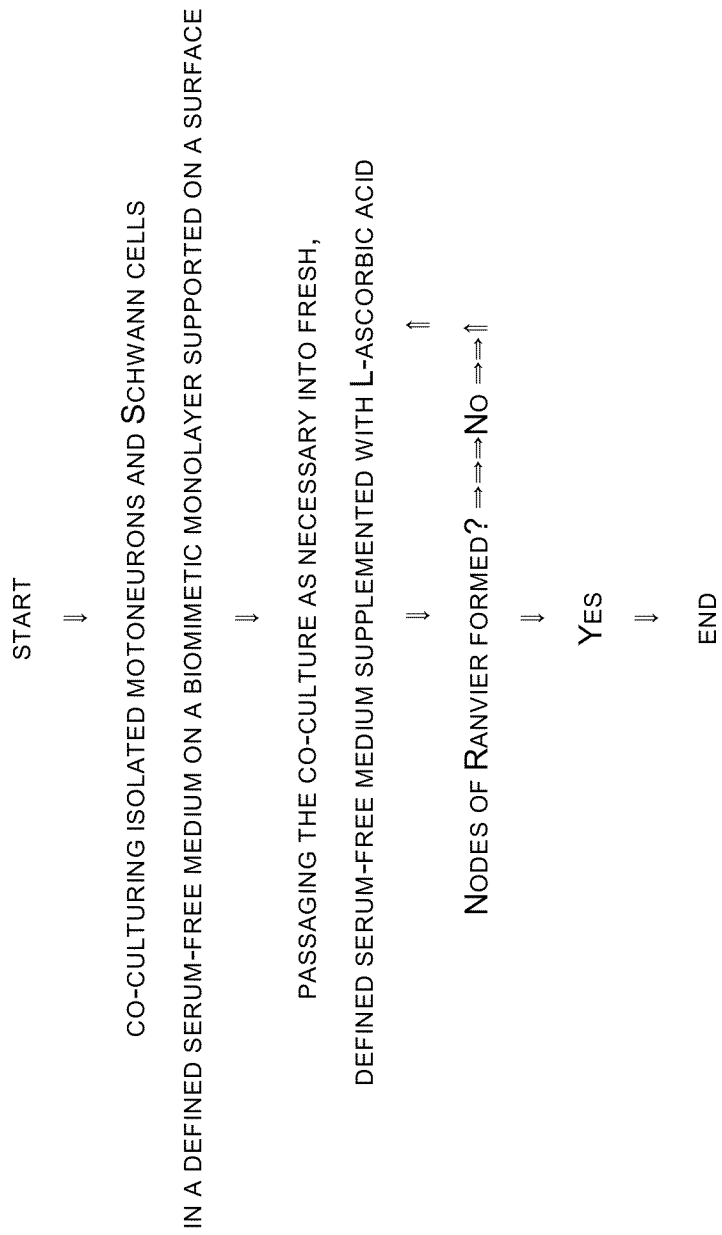 START
⇓
CO-CULTURING ISOLATED MOTONEURONS AND SCHWANN CELLS
IN A DEFINED SERUM-FREE MEDIUM ON A BIOMIMETIC MONOLAYER SUPPORTED ON A SURFACE
⇓
PASSAGING THE CO-CULTURE AS NECESSARY INTO FRESH,
DEFINED SERUM-FREE MEDIUM SUPPLEMENTED WITH L-ASCORBIC ACID
⇓ ⇑
NODES OF RANVIER FORMED? ⇒⇒⇒NO ⇒⇒⇑
⇓
YES
⇓
END